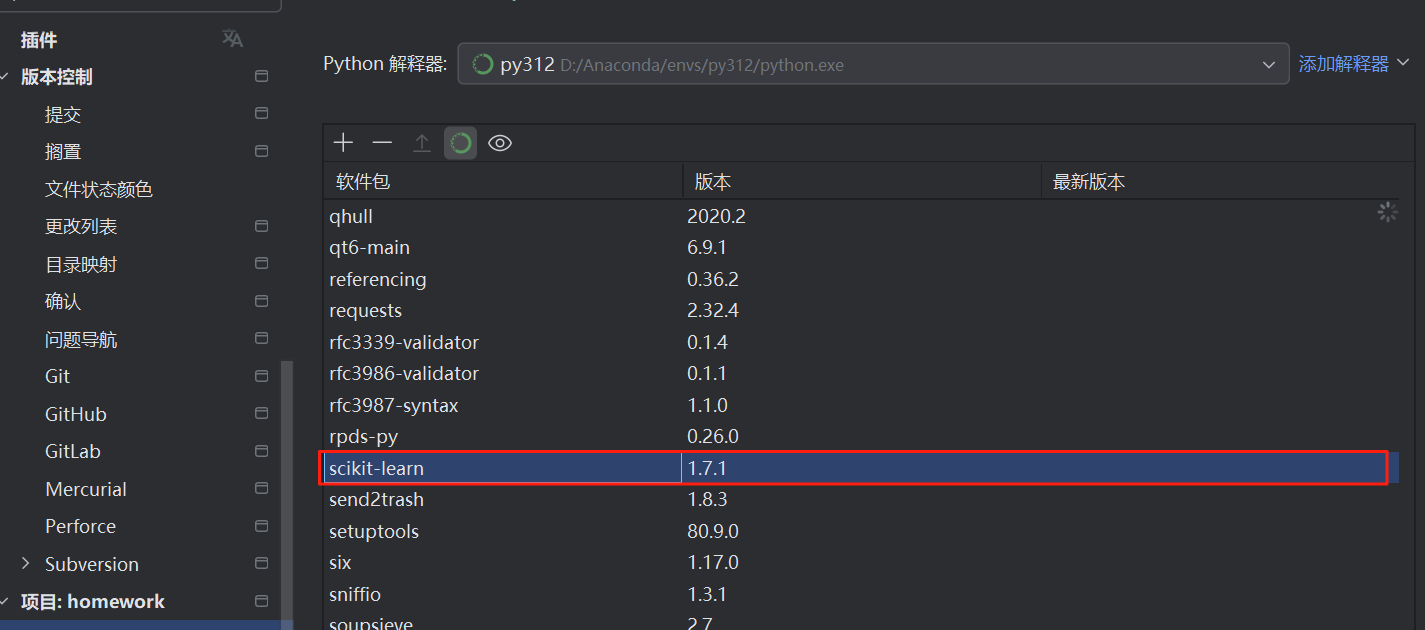 插件
版本控制
提交
搁置
文件状态颜色
更改列表
目录映射
确认
问题导航
Git
GitHub
GitLab
Mercurial
Perforce
Subversion
项目: homework
Python 解释器: py312 D:/Anaconda/envs/py312/python.exe 添加解释器
软件包 版本 最新版本
qhull 2020.2
qt6-main 6.9.1
referencing 0.36.2
requests 2.32.4
rfc3339-validator 0.1.4
rfc3986-validator 0.1.1
rfc3987-syntax 1.1.0
rpds-py 0.26.0
scikit-learn 1.7.1
send2trash 1.8.3
setuptools 80.9.0
six 1.17.0
sniffio 1.3.1
soupsieve 2.7